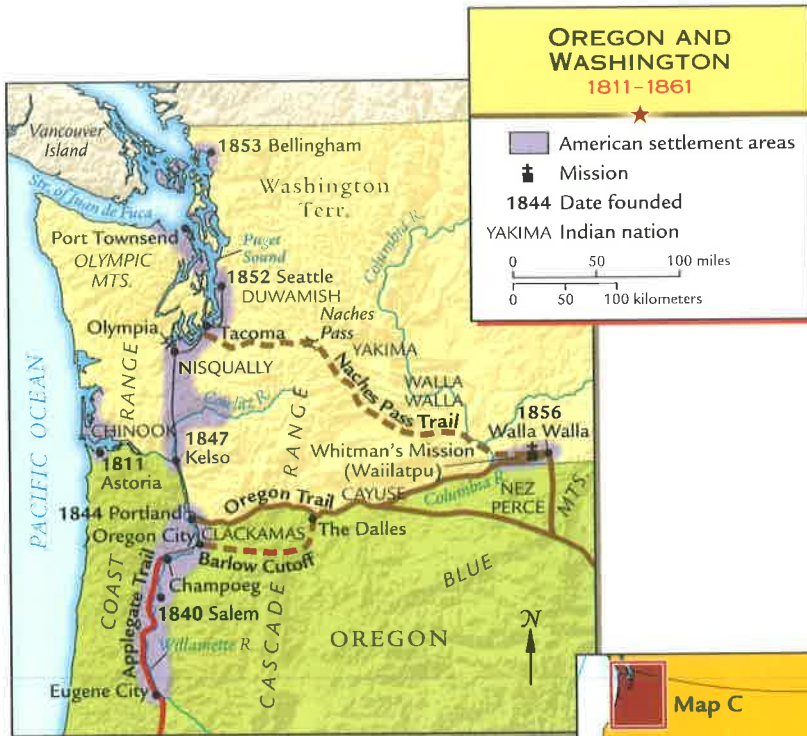 OREGON AND
WASHINGTON
1811–1861
American settlement areas
Mission
1844 Date founded
YAKIMA Indian nation
0 50 100 miles
0 50 100 kilometers
Vancouver
Island
1853 Bellingham
Washington
Terr.
Str. of Juan de Fuca
Columbia R.
Port Townsend
Puget
Sound
OLYMPIC
MTS.
1852 Seattle
DUWAMISH
Naches
Pass
Olympia
Tacoma
YAKIMA
NISQUALLY
Naches Pass Trail
WALLA
WALLA
PACIFIC OCEAN
COAST RANGE
CASCADE RANGE
Cowlitz R.
1856
Walla Walla
CHINOOK
1847
Kelso
Whitman's Mission
(Waiilatpu)
1811
Astoria
Oregon Trail
CAYUSE
Columbia R.
NEZ
PERCE
BLUE MTS.
1844 Portland
Oregon City
CLACKAMAS
The Dalles
Barlow Cutoff
Applegate Trail
Champoeg
1840 Salem
Willamette R
OREGON
N
Eugene City
Map C